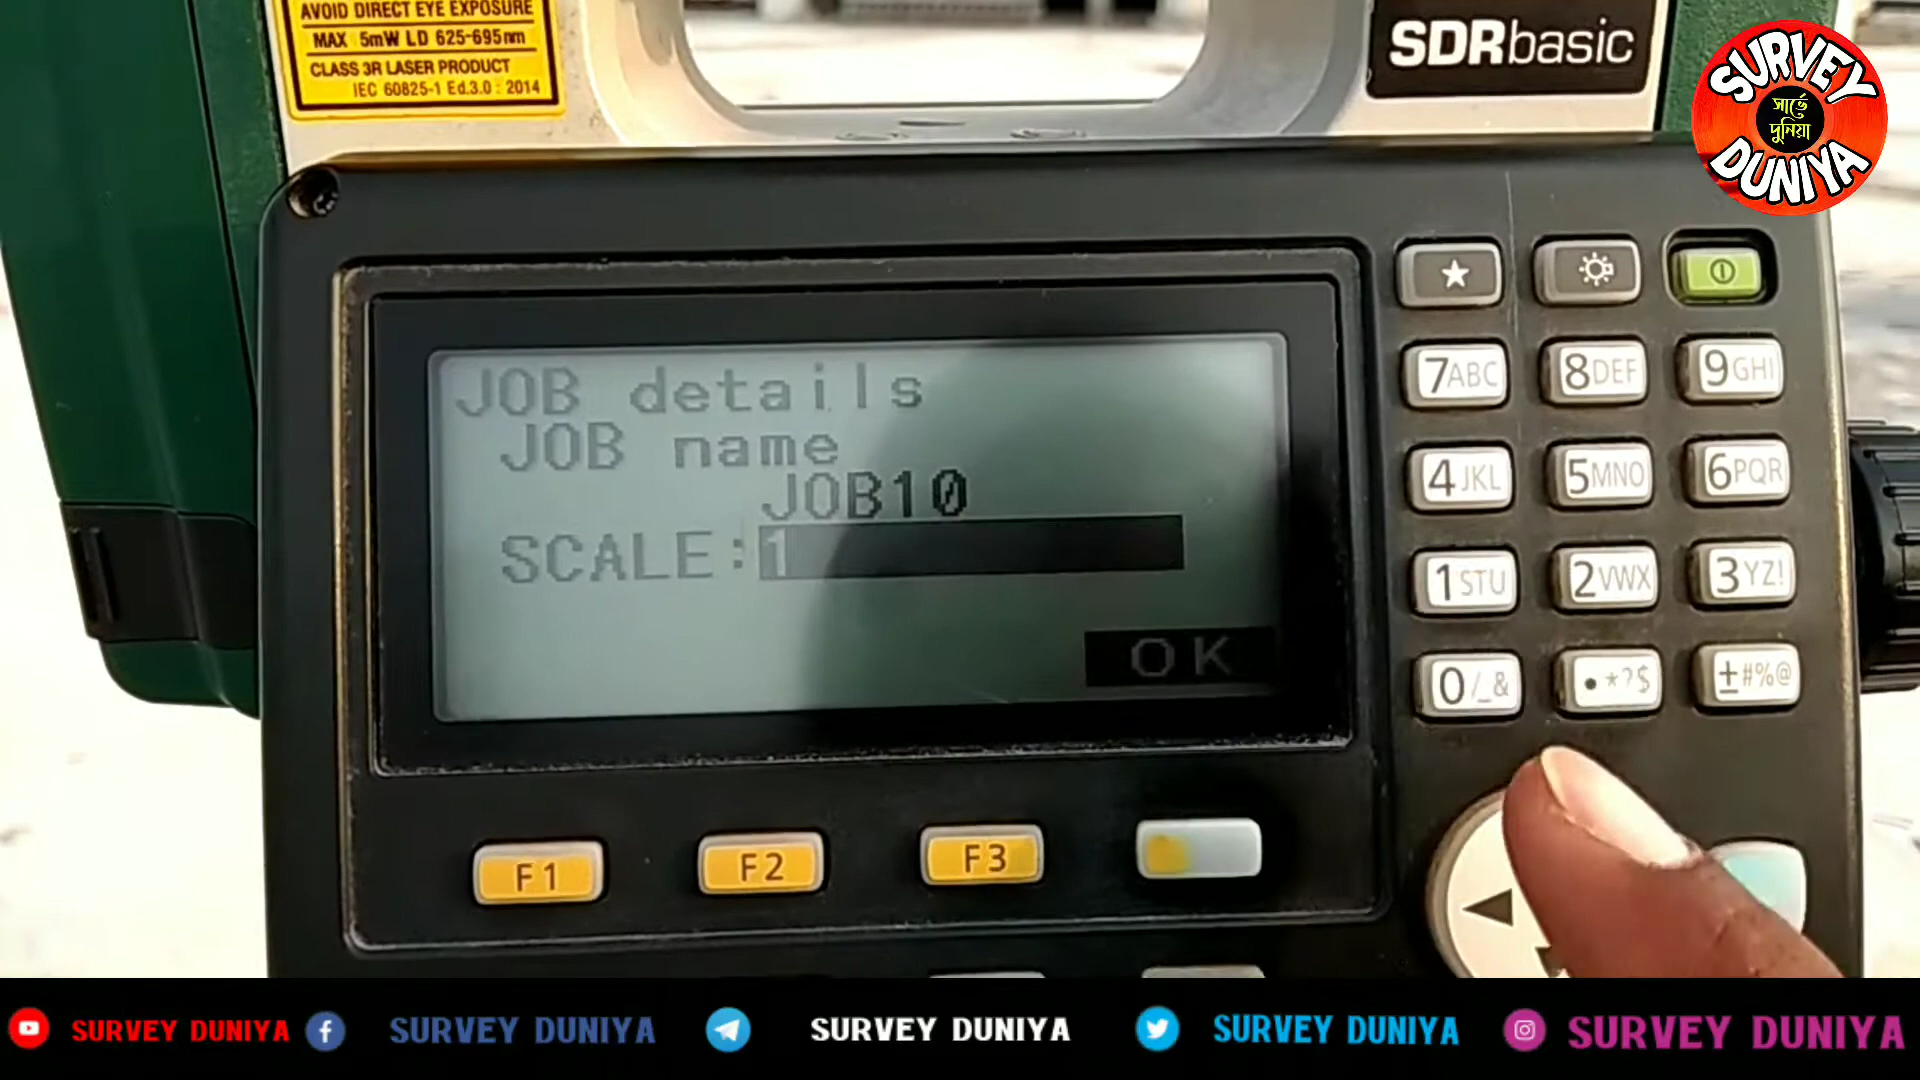 AVOID DIRECT EYE EXPOSURE
MAX 5mW LD 625-695nm
CLASS 3R LASER PRODUCT
IEC 60825-1 Ed.3.0 : 2014
SDRbasic
SURVEY
সার্ভে
দুনিয়া
DUNIYA
JOB details
JOB name
JOB10
SCALE:1
OK
7ABC 8DEF 9GHI
4JKL 5MNO 6PQR
1STU 2VWX 3YZ!
0/_& •*?$ ±#%@
F1 F2 F3
SURVEY DUNIYA SURVEY DUNIYA SURVEY DUNIYA SURVEY DUNIYA SURVEY DUNIYA